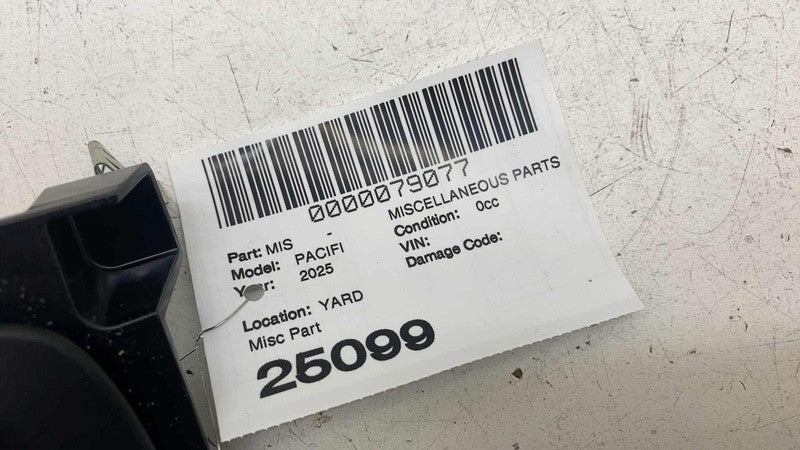 0000079077
Part: MIS - MISCELLANEOUS PARTS
Model: PACIFI Condition: 0cc
Year: 2025 VIN:
Damage Code:
Location: YARD
Misc Part
25099